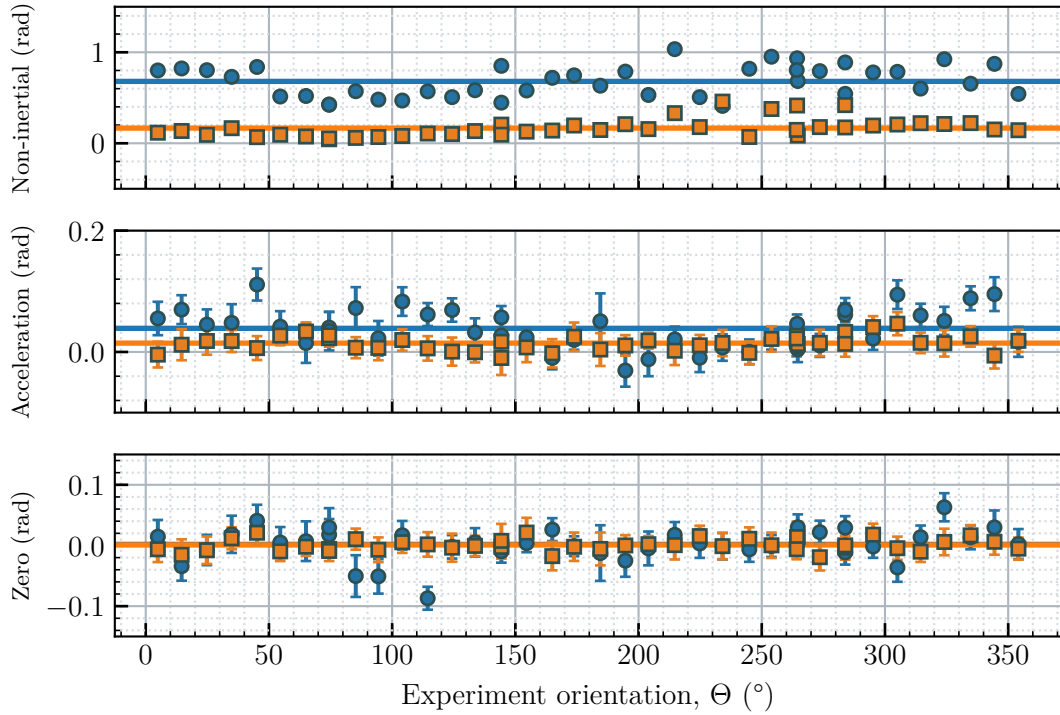 Non-inertial (rad)
1
0
Acceleration (rad)
0.2
0.0
Zero (rad)
0.1
0.0
−0.1
0 50 100 150 200 250 300 350
Experiment orientation, Θ (°)